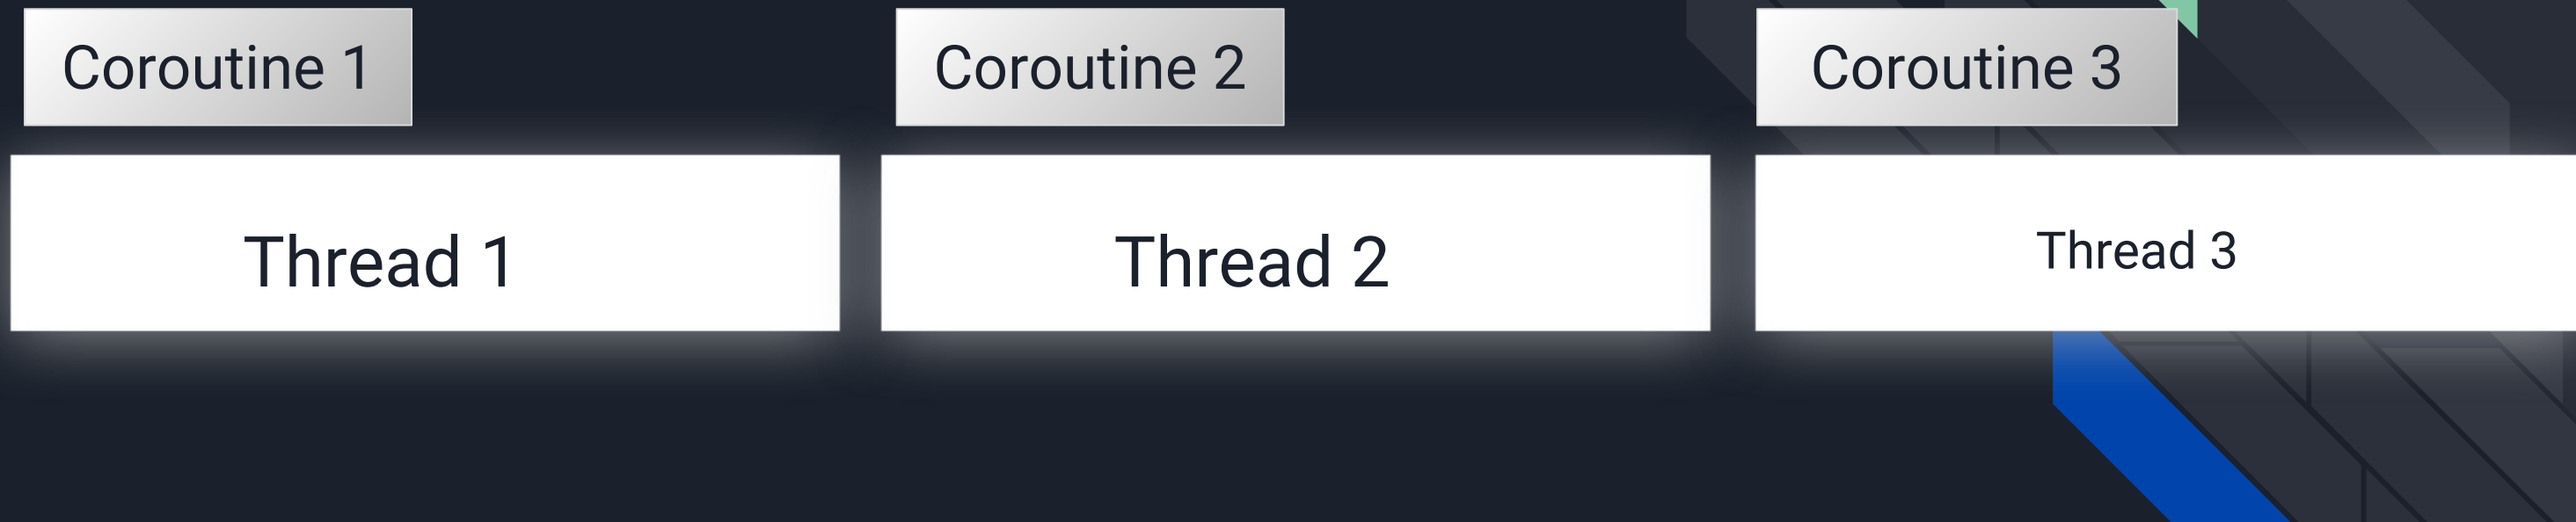 Coroutine 1
Coroutine 2
Coroutine 3
Thread 1
Thread 2
Thread 3